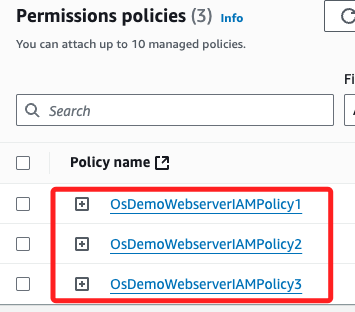 Permissions policies (3) Info
You can attach up to 10 managed policies.
Fi
Search
Policy name
OsDemoWebserverIAMPolicy1
OsDemoWebserverIAMPolicy2
OsDemoWebserverIAMPolicy3